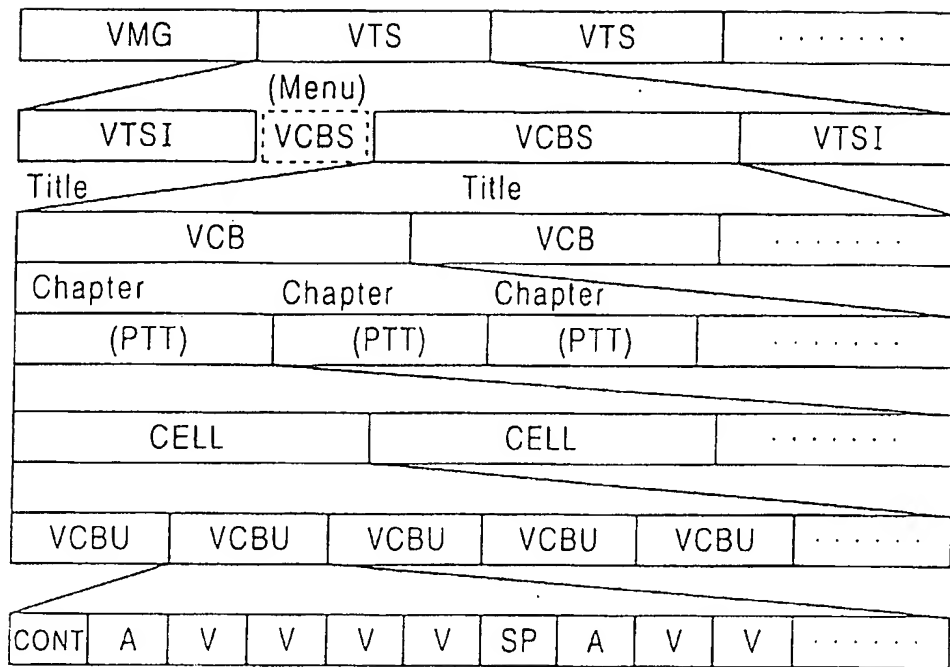 VMG VTS VTS .......
(Menu)
VTSI VCBS VCBS VTSI
Title Title
VCB VCB .......
Chapter Chapter Chapter
(PTT) (PTT) (PTT) .......
CELL CELL .......
VCBU VCBU VCBU VCBU VCBU ......
CONT A V V V V SP A V V ......